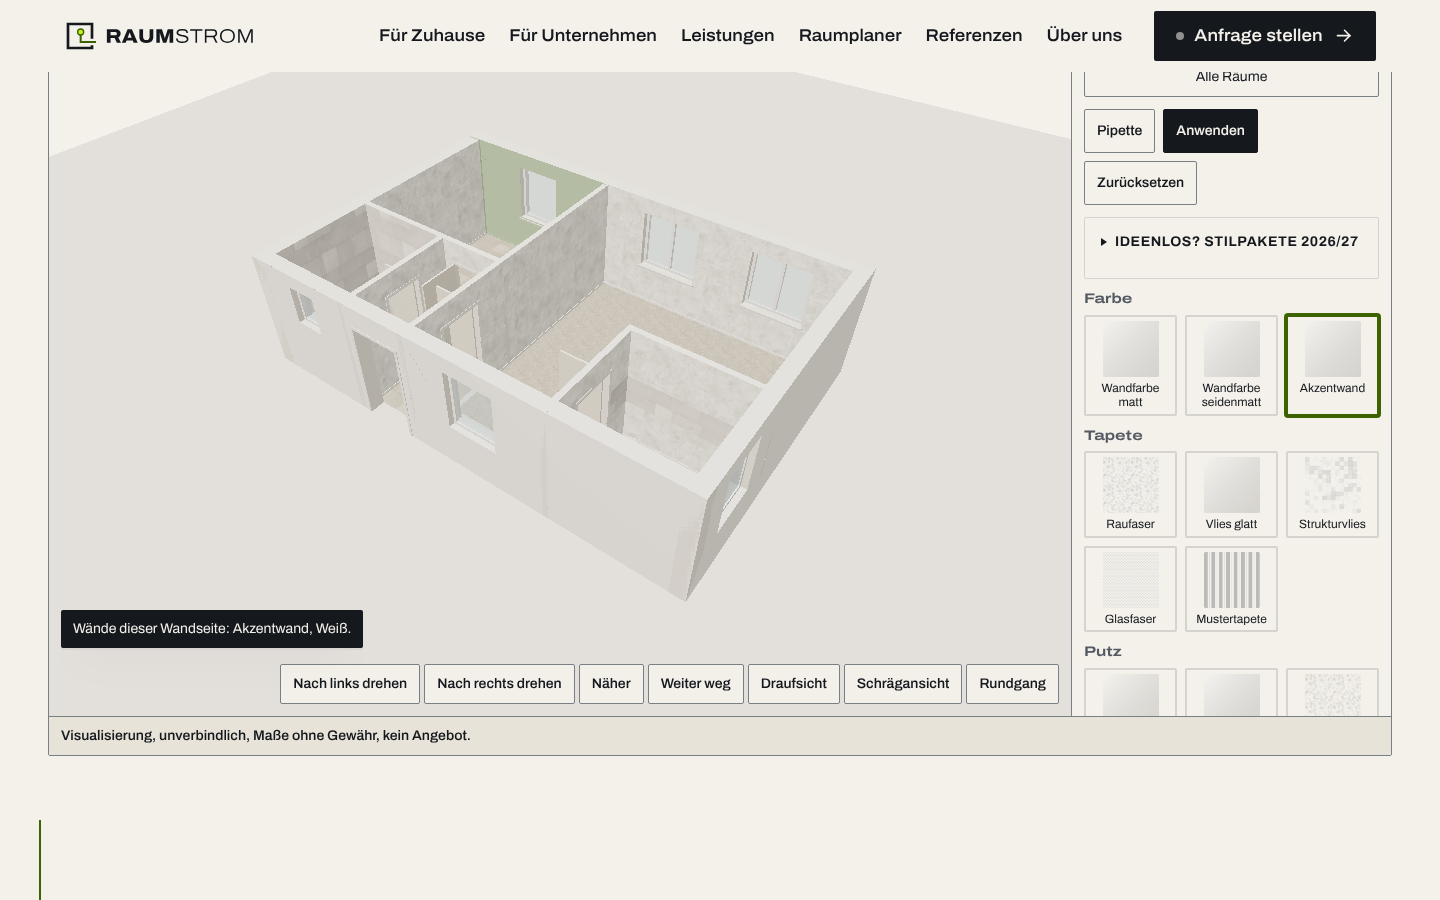 RAUMSTROM
Für Zuhause
Für Unternehmen
Leistungen
Raumplaner
Referenzen
Über uns
Anfrage stellen
Alle Räume
Pipette
Anwenden
Zurücksetzen
IDEENLOS? STILPAKETE 2026/27
Farbe
Wandfarbe
matt
Wandfarbe
seidenmatt
Akzentwand
Tapete
Raufaser
Vlies glatt
Strukturvlies
Glasfaser
Mustertapete
Putz
Wände dieser Wandseite: Akzentwand, Weiß.
Nach links drehen
Nach rechts drehen
Näher
Weiter weg
Draufsicht
Schrägansicht
Rundgang
Visualisierung, unverbindlich, Maße ohne Gewähr, kein Angebot.